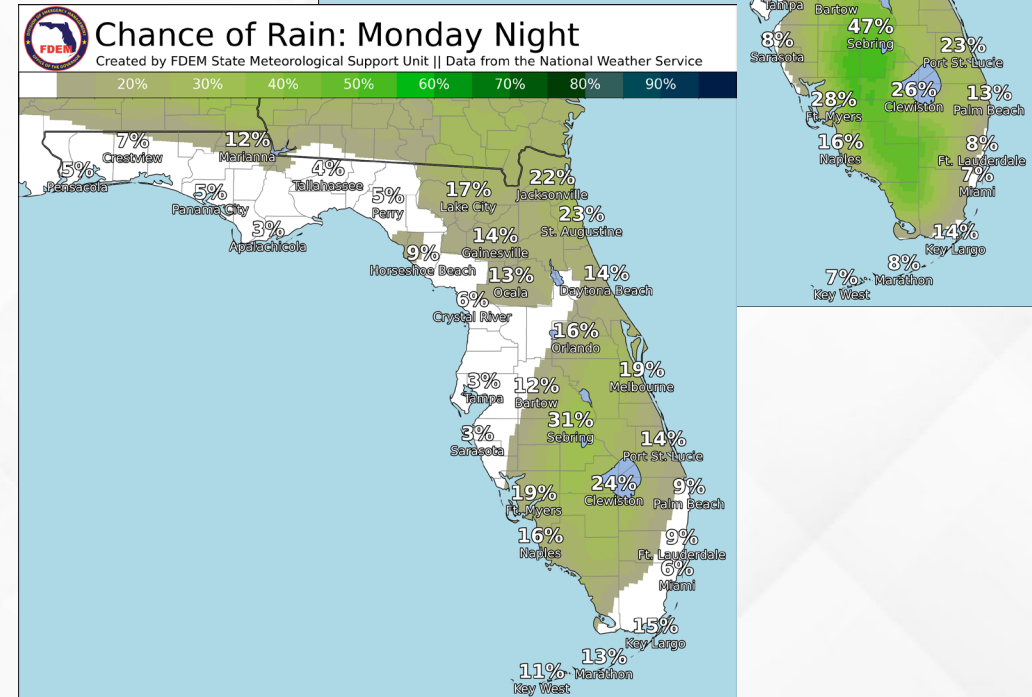 FDEM
Chance of Rain: Monday Night
Created by FDEM State Meteorological Support Unit || Data from the National Weather Service
20% 30% 40% 50% 60% 70% 80% 90%
7%
Crestview
12%
Marianna
5%
Pensacola
4%
Tallahassee
5%
Panama City
5%
Perry
3%
Apalachicola
17%
Lake City
22%
Jacksonville
23%
St. Augustine
14%
Gainesville
9%
Horseshoe Beach
13%
Ocala
14%
Daytona Beach
6%
Crystal River
16%
Orlando
19%
Melbourne
3%
Tampa
12%
Bartow
31%
Sebring
3%
Sarasota
14%
Port St. Lucie
24%
Clewiston
19%
Ft. Myers
9%
Palm Beach
16%
Naples
9%
Ft. Lauderdale
6%
Miami
15%
Key Largo
13%
Marathon
11%
Key West
Tampa
Bartow
47%
Sebring
8%
Sarasota
23%
Port St. Lucie
28%
Ft. Myers
26%
Clewiston
13%
Palm Beach
16%
Naples
8%
Ft. Lauderdale
7%
Miami
14%
Key Largo
8%
Marathon
7%
Key West